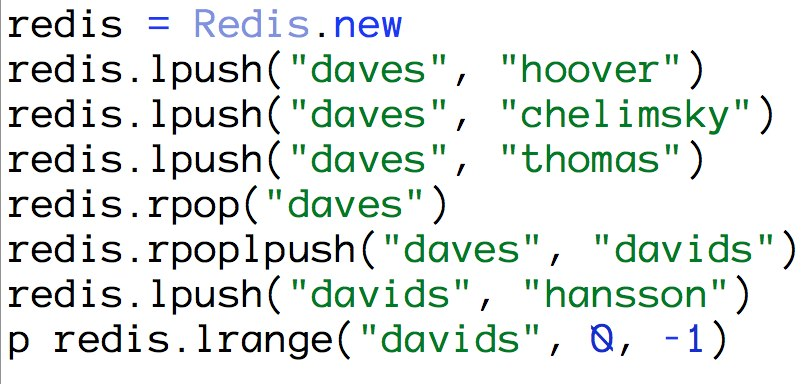 redis = Redis.new
redis.lpush("daves", "hoover")
redis.lpush("daves", "chelimsky")
redis.lpush("daves", "thomas")
redis.rpop("daves")
redis.rpoplpush("daves", "davids")
redis.lpush("davids", "hansson")
p redis.lrange("davids", 0, -1)